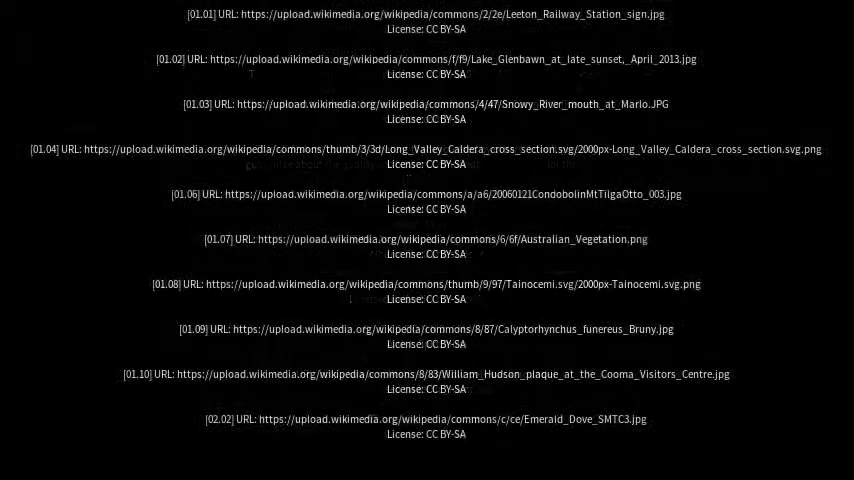 [01.01] URL: https://upload.wikimedia.org/wikipedia/commons/2/2e/Leeton_Railway_Station_sign.jpg
License: CC BY-SA
[01.02] URL: https://upload.wikimedia.org/wikipedia/commons/f/f9/Lake_Glenbawn_at_late_sunset,_April_2013.jpg
License: CC BY-SA
[01.03] URL: https://upload.wikimedia.org/wikipedia/commons/4/47/Snowy_River_mouth_at_Marlo.JPG
License: CC BY-SA
[01.04] URL: https://upload.wikimedia.org/wikipedia/commons/thumb/3/3d/Long_Valley_Caldera_cross_section.svg/2000px-Long_Valley_Caldera_cross_section.svg.png
License: CC BY-SA
[01.06] URL: https://upload.wikimedia.org/wikipedia/commons/a/a6/20060121CondobolinMtTilgaOtto_003.jpg
License: CC BY-SA
[01.07] URL: https://upload.wikimedia.org/wikipedia/commons/6/6f/Australian_Vegetation.png
License: CC BY-SA
[01.08] URL: https://upload.wikimedia.org/wikipedia/commons/thumb/9/97/Tainocemi.svg/2000px-Tainocemi.svg.png
License: CC BY-SA
[01.09] URL: https://upload.wikimedia.org/wikipedia/commons/8/87/Calyptorhynchus_funereus_Bruny.jpg
License: CC BY-SA
[01.10] URL: https://upload.wikimedia.org/wikipedia/commons/8/83/William_Hudson_plaque_at_the_Cooma_Visitors_Centre.jpg
License: CC BY-SA
[02.02] URL: https://upload.wikimedia.org/wikipedia/commons/c/ce/Emerald_Dove_SMTC3.jpg
License: CC BY-SA